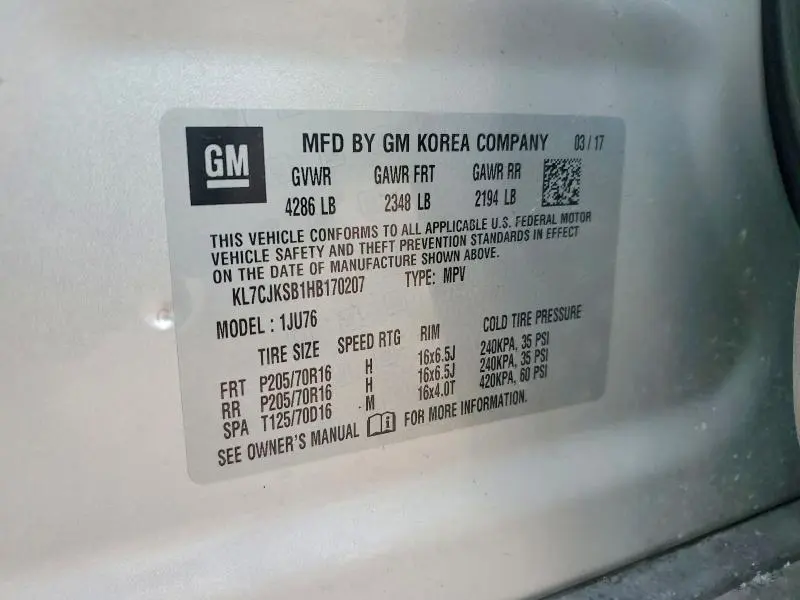 GM MFD BY GM KOREA COMPANY 03/17
GVWR GAWR FRT GAWR RR
4286 LB 2348 LB 2194 LB
THIS VEHICLE CONFORMS TO ALL APPLICABLE U.S. FEDERAL MOTOR
VEHICLE SAFETY AND THEFT PREVENTION STANDARDS IN EFFECT
ON THE DATE OF MANUFACTURE SHOWN ABOVE.
KL7CJKSB1HB170207 TYPE: MPV
MODEL : 1JU76
TIRE SIZE SPEED RTG RIM COLD TIRE PRESSURE
FRT P205/70R16 H 16x6.5J 240KPA, 35 PSI
RR P205/70R16 H 16x6.5J 240KPA, 35 PSI
SPA T125/70D16 M 16x4.0T 420KPA, 60 PSI
SEE OWNER'S MANUAL FOR MORE INFORMATION.